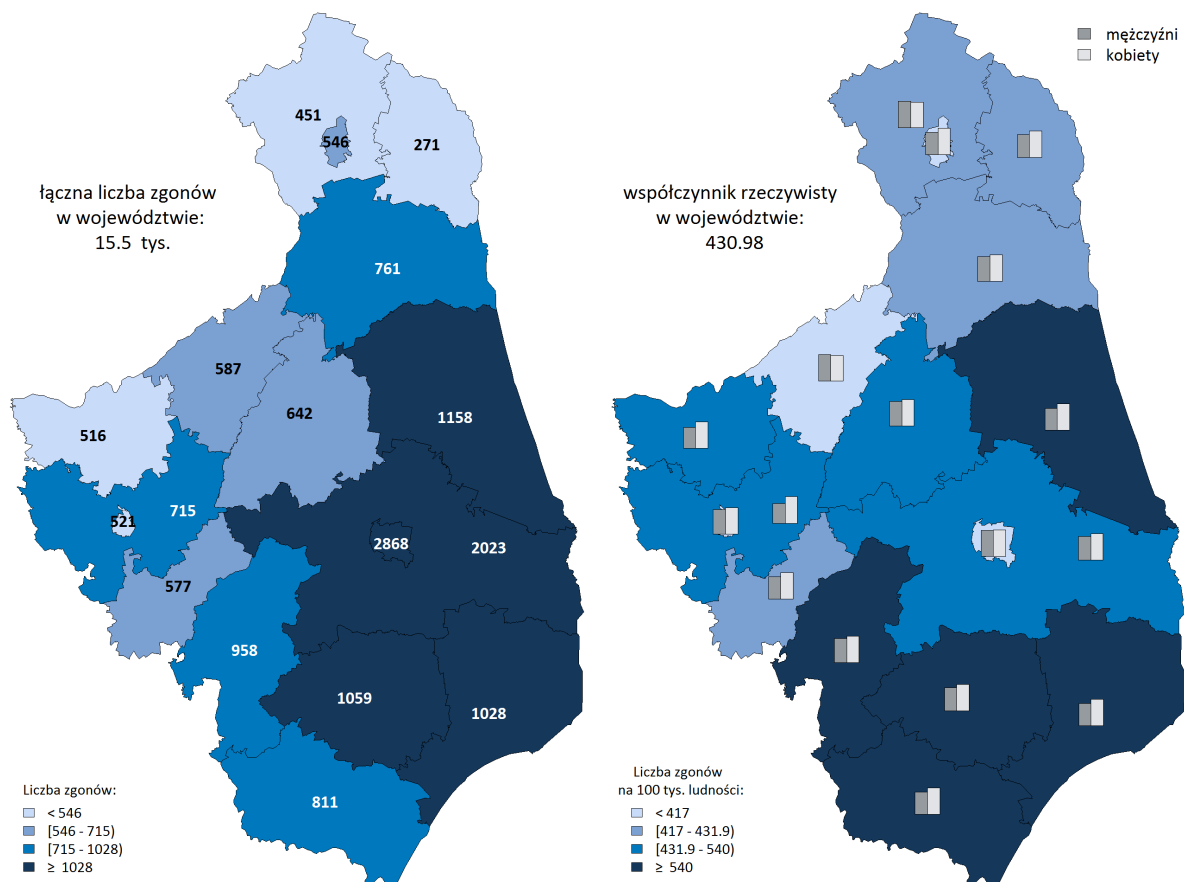 mężczyźni
kobiety
451
546
271
łączna liczba zgonów
w województwie:
15.5 tys.
współczynnik rzeczywisty
w województwie:
430.98
761
587
642
1158
516
715
521
2868
2023
577
958
1059
1028
811
Liczba zgonów:
< 546
[546 - 715)
[715 - 1028)
≥ 1028
Liczba zgonów
na 100 tys. ludności:
< 417
[417 - 431.9)
[431.9 - 540)
≥ 540